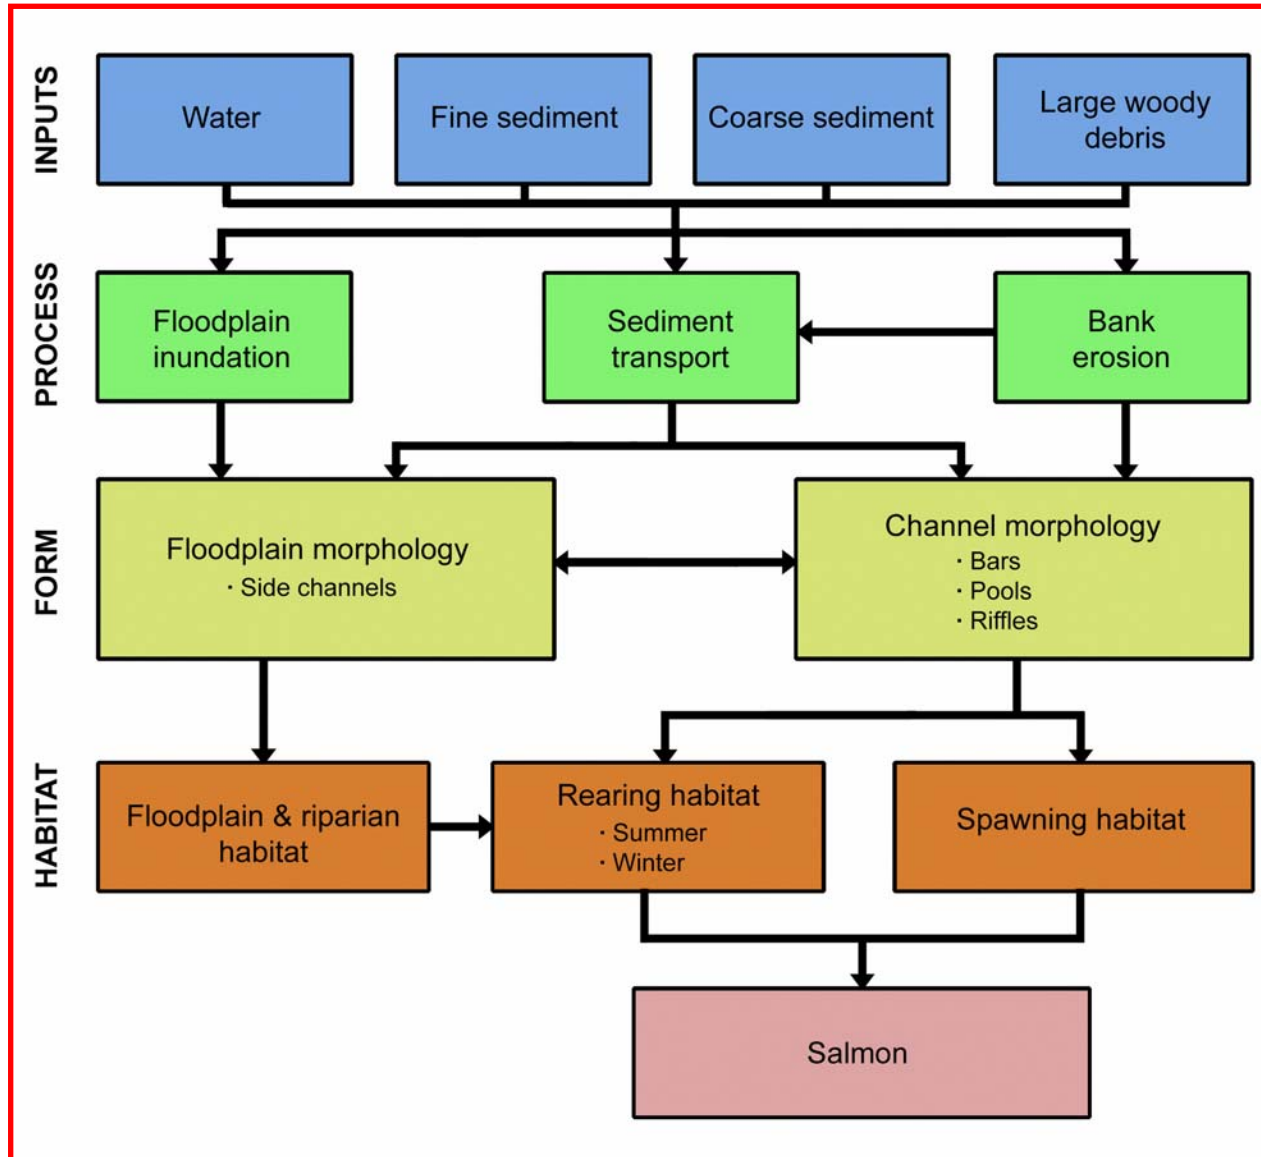 INPUTS
Water
Fine sediment
Coarse sediment
Large woody
debris
PROCESS
Floodplain
inundation
Sediment
transport
Bank
erosion
FORM
Floodplain morphology
· Side channels
Channel morphology
· Bars
· Pools
· Riffles
HABITAT
Floodplain & riparian
habitat
Rearing habitat
· Summer
· Winter
Spawning habitat
Salmon